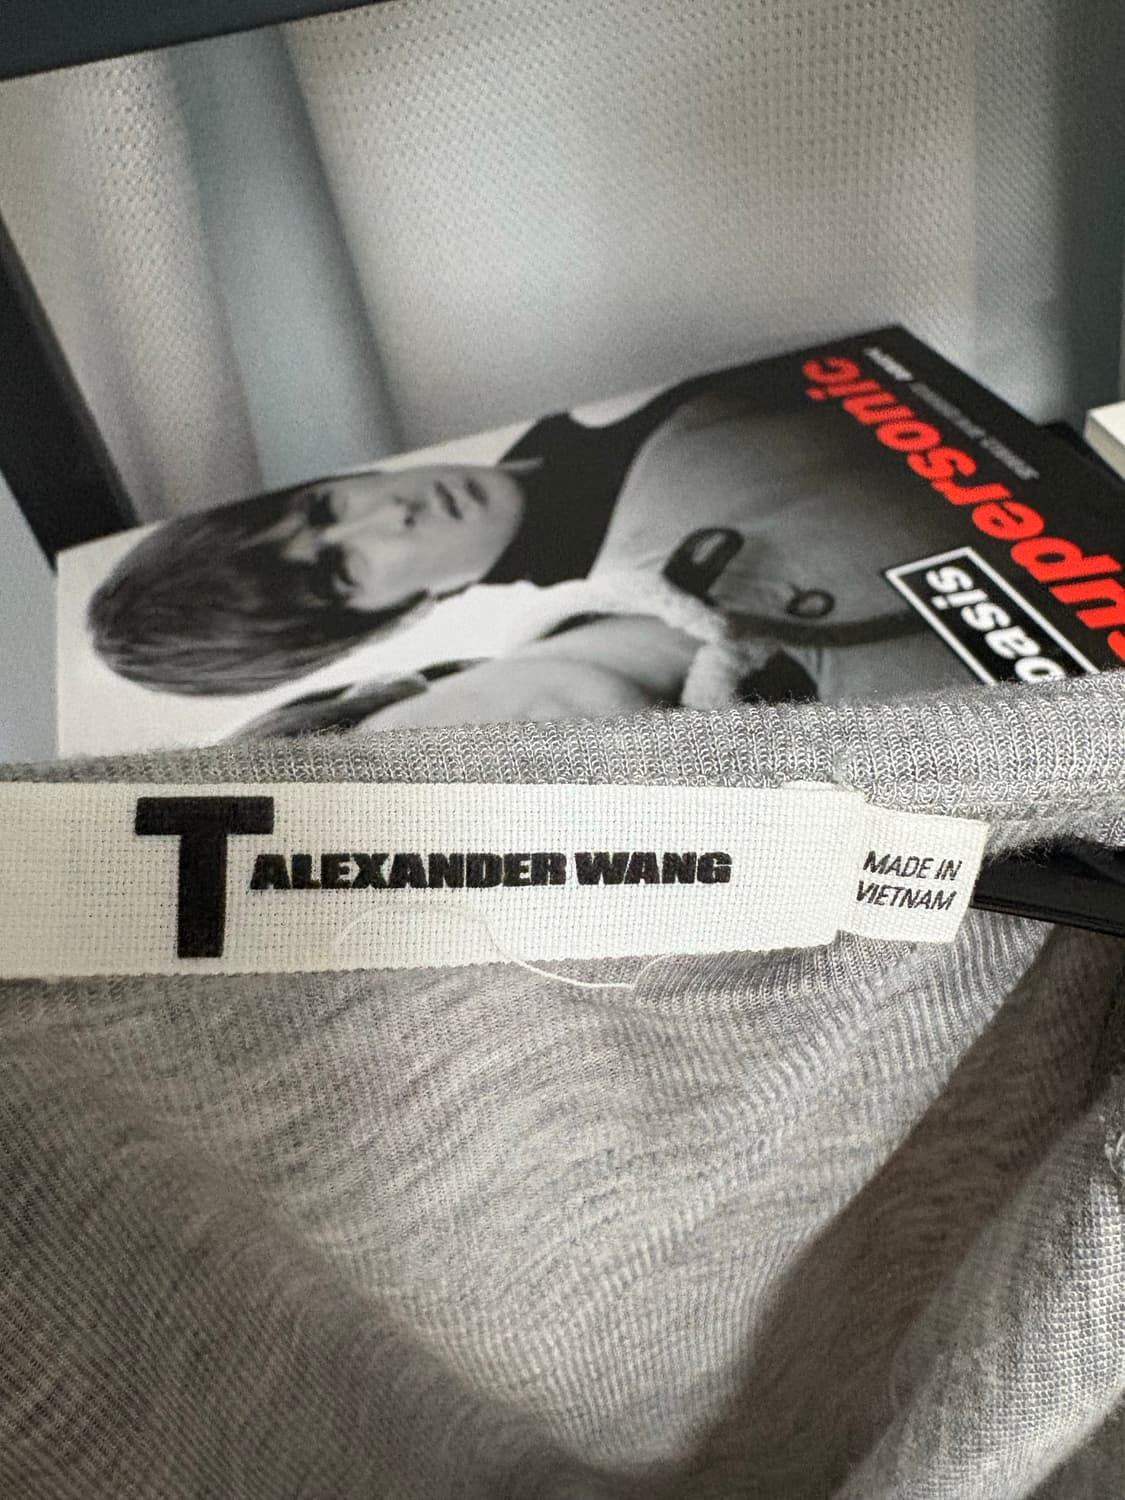 supersonic
oasis
T ALEXANDER WANG
MADE IN
VIETNAM